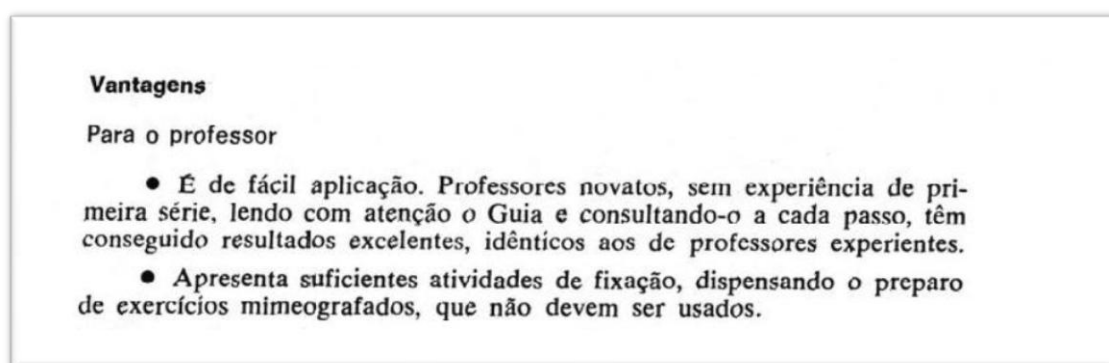 Vantagens
Para o professor
• É de fácil aplicação. Professores novatos, sem experiência de pri-
meira série, lendo com atenção o Guia e consultando-o a cada passo, têm
conseguido resultados excelentes, idênticos aos de professores experientes.
• Apresenta suficientes atividades de fixação, dispensando o preparo
de exercícios mimeografados, que não devem ser usados.